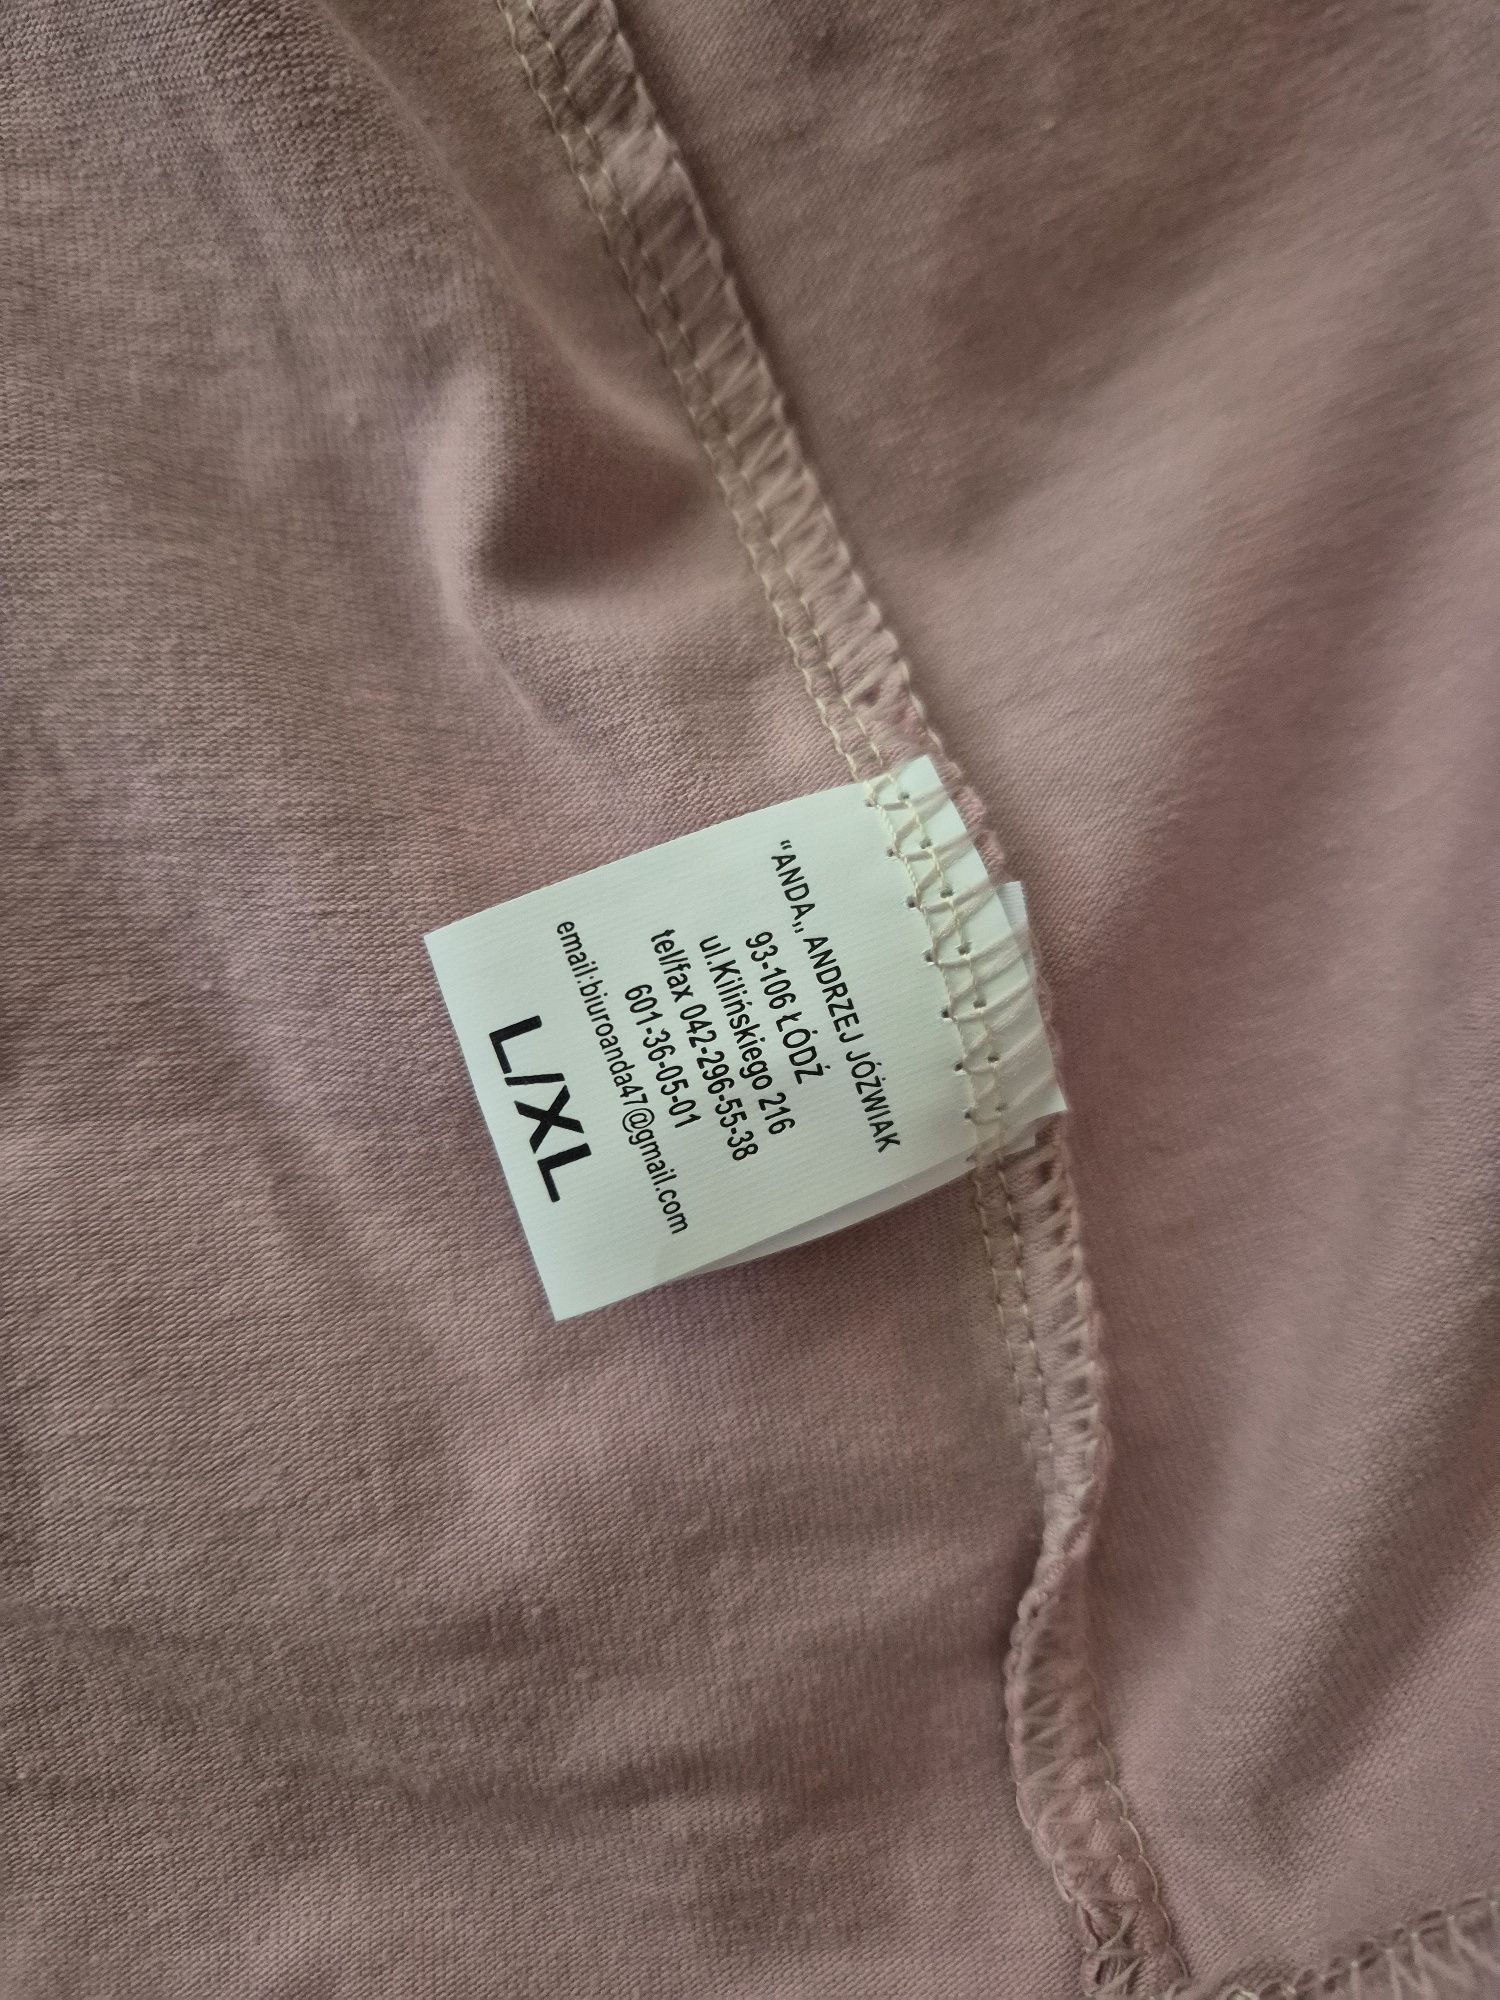 "ANDA,, ANDRZEJ JÓŹWIAK
93-106 ŁÓDŹ
ul.Kilińskiego 216
tel/fax 042-296-55-38
601-36-05-01
email:biuroanda47@gmail.com
L/XL